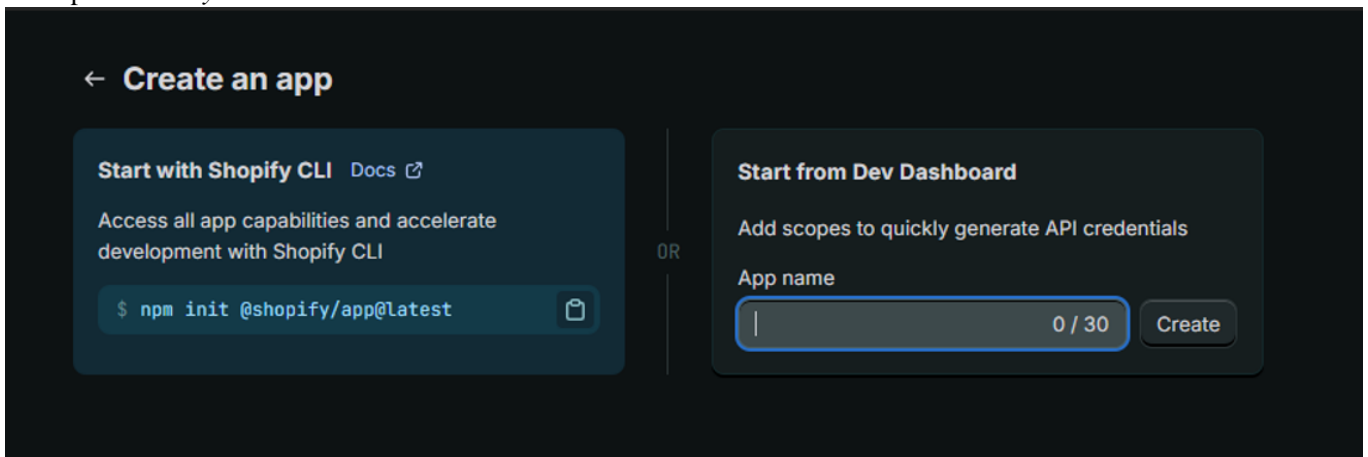 ← Create an app
Start with Shopify CLI Docs
Access all app capabilities and accelerate
development with Shopify CLI
$ npm init @shopify/app@latest
OR
Start from Dev Dashboard
Add scopes to quickly generate API credentials
App name
0 / 30 Create